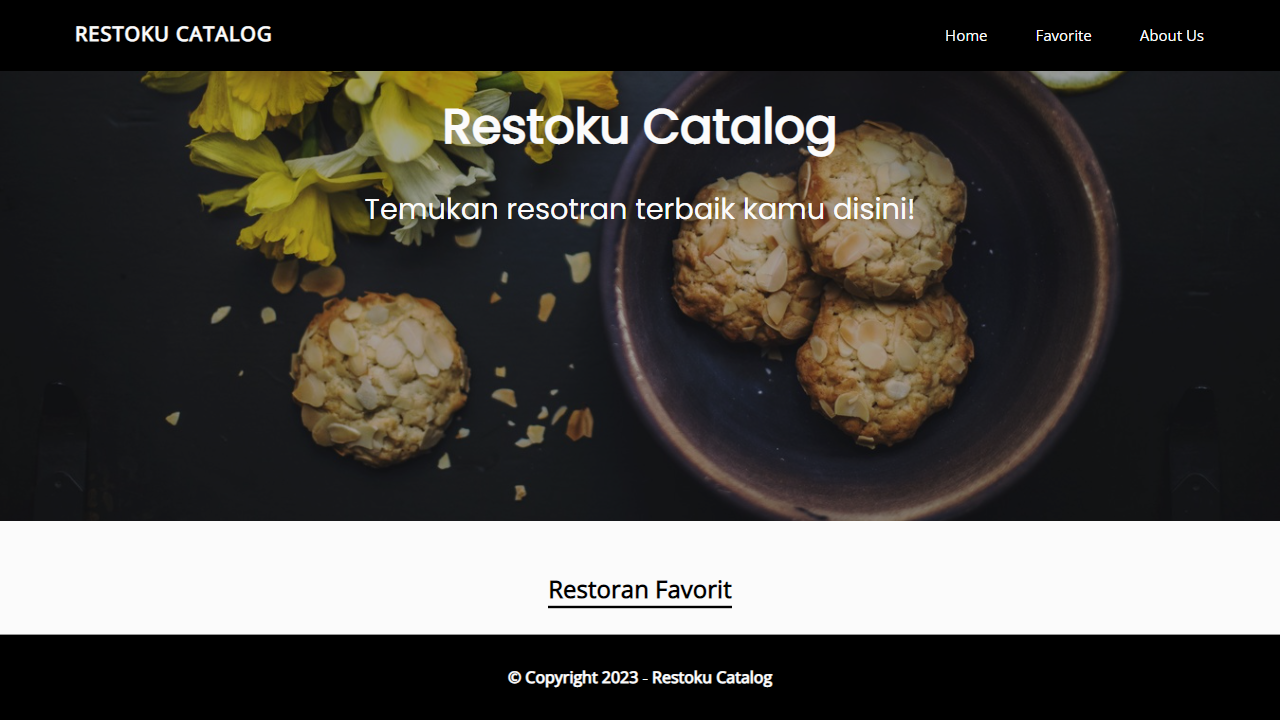 RESTOKU CATALOG
Home Favorite About Us
Restoku Catalog
Temukan resotran terbaik kamu disini!
Restoran Favorit
© Copyright 2023 - Restoku Catalog